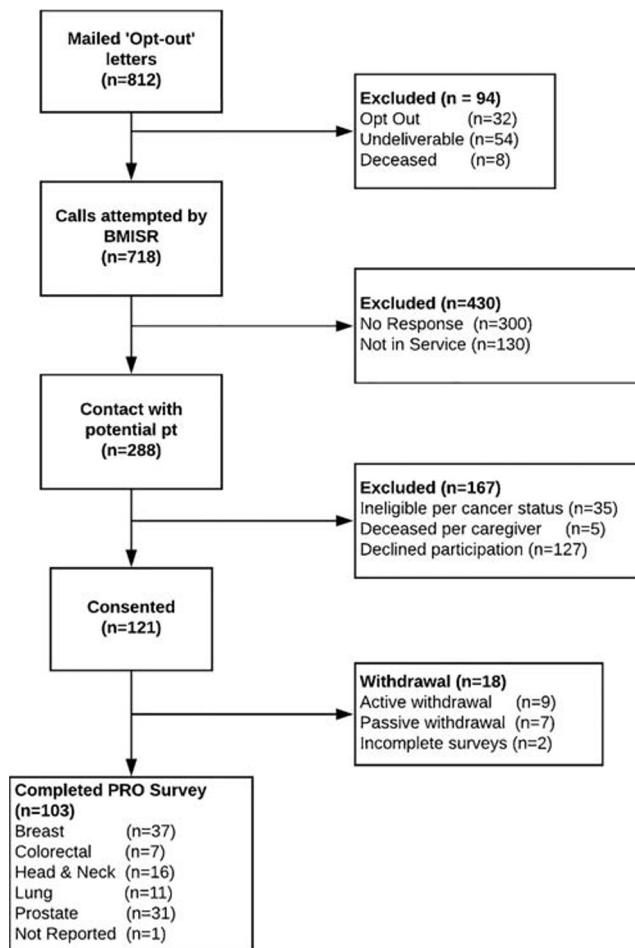 Mailed 'Opt-out'
letters
(n=812)
Excluded (n = 94)
Opt Out (n=32)
Undeliverable (n=54)
Deceased (n=8)
Calls attempted by
BMISR
(n=718)
Excluded (n=430)
No Response (n=300)
Not in Service (n=130)
Contact with
potential pt
(n=288)
Excluded (n=167)
Ineligible per cancer status (n=35)
Deceased per caregiver (n=5)
Declined participation (n=127)
Consented
(n=121)
Withdrawal (n=18)
Active withdrawal (n=9)
Passive withdrawal (n=7)
Incomplete surveys (n=2)
Completed PRO Survey
(n=103)
Breast (n=37)
Colorectal (n=7)
Head & Neck (n=16)
Lung (n=11)
Prostate (n=31)
Not Reported (n=1)